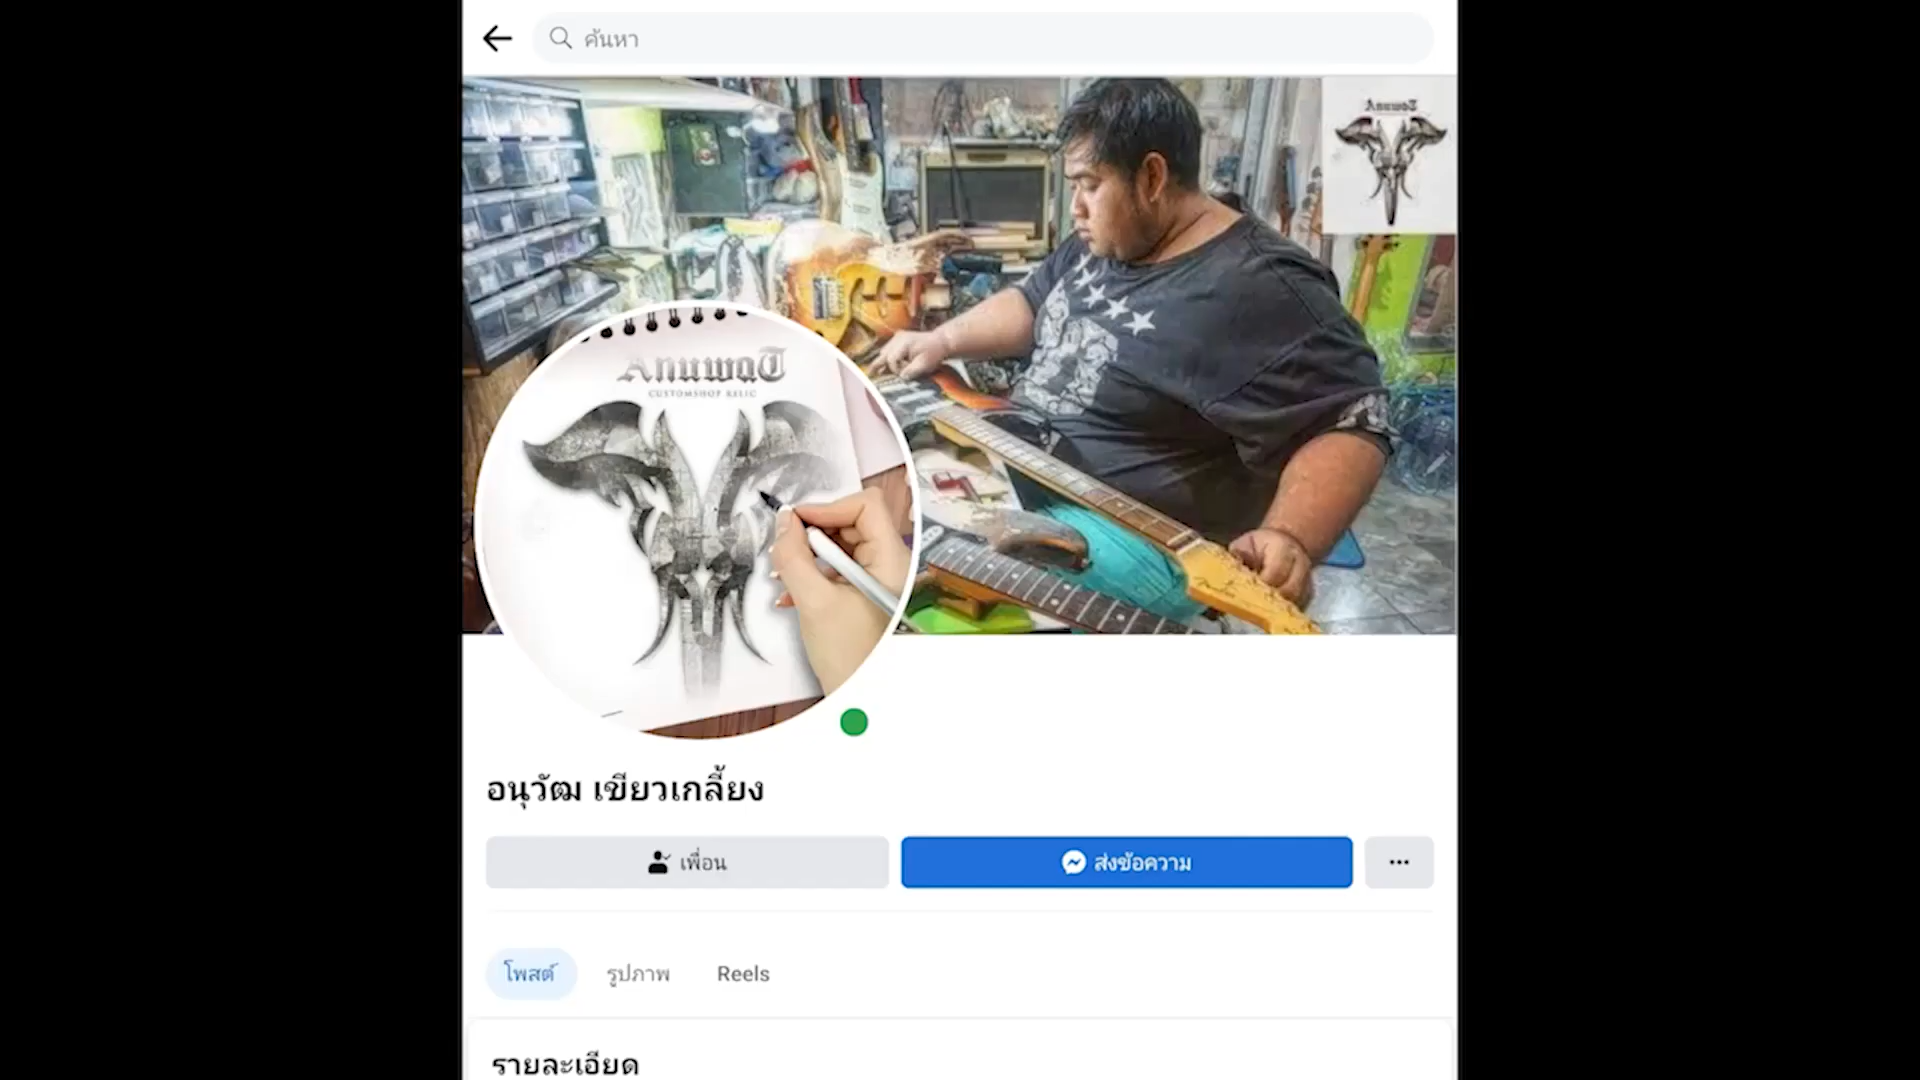 ค้นหา
AnuwaT
AnuwaT
CUSTOMSHOP RELIC
อนุวัฒ เขียวเกลี้ยง
เพื่อน
ส่งข้อความ
โพสต์ รูปภาพ Reels
รายละเอียด